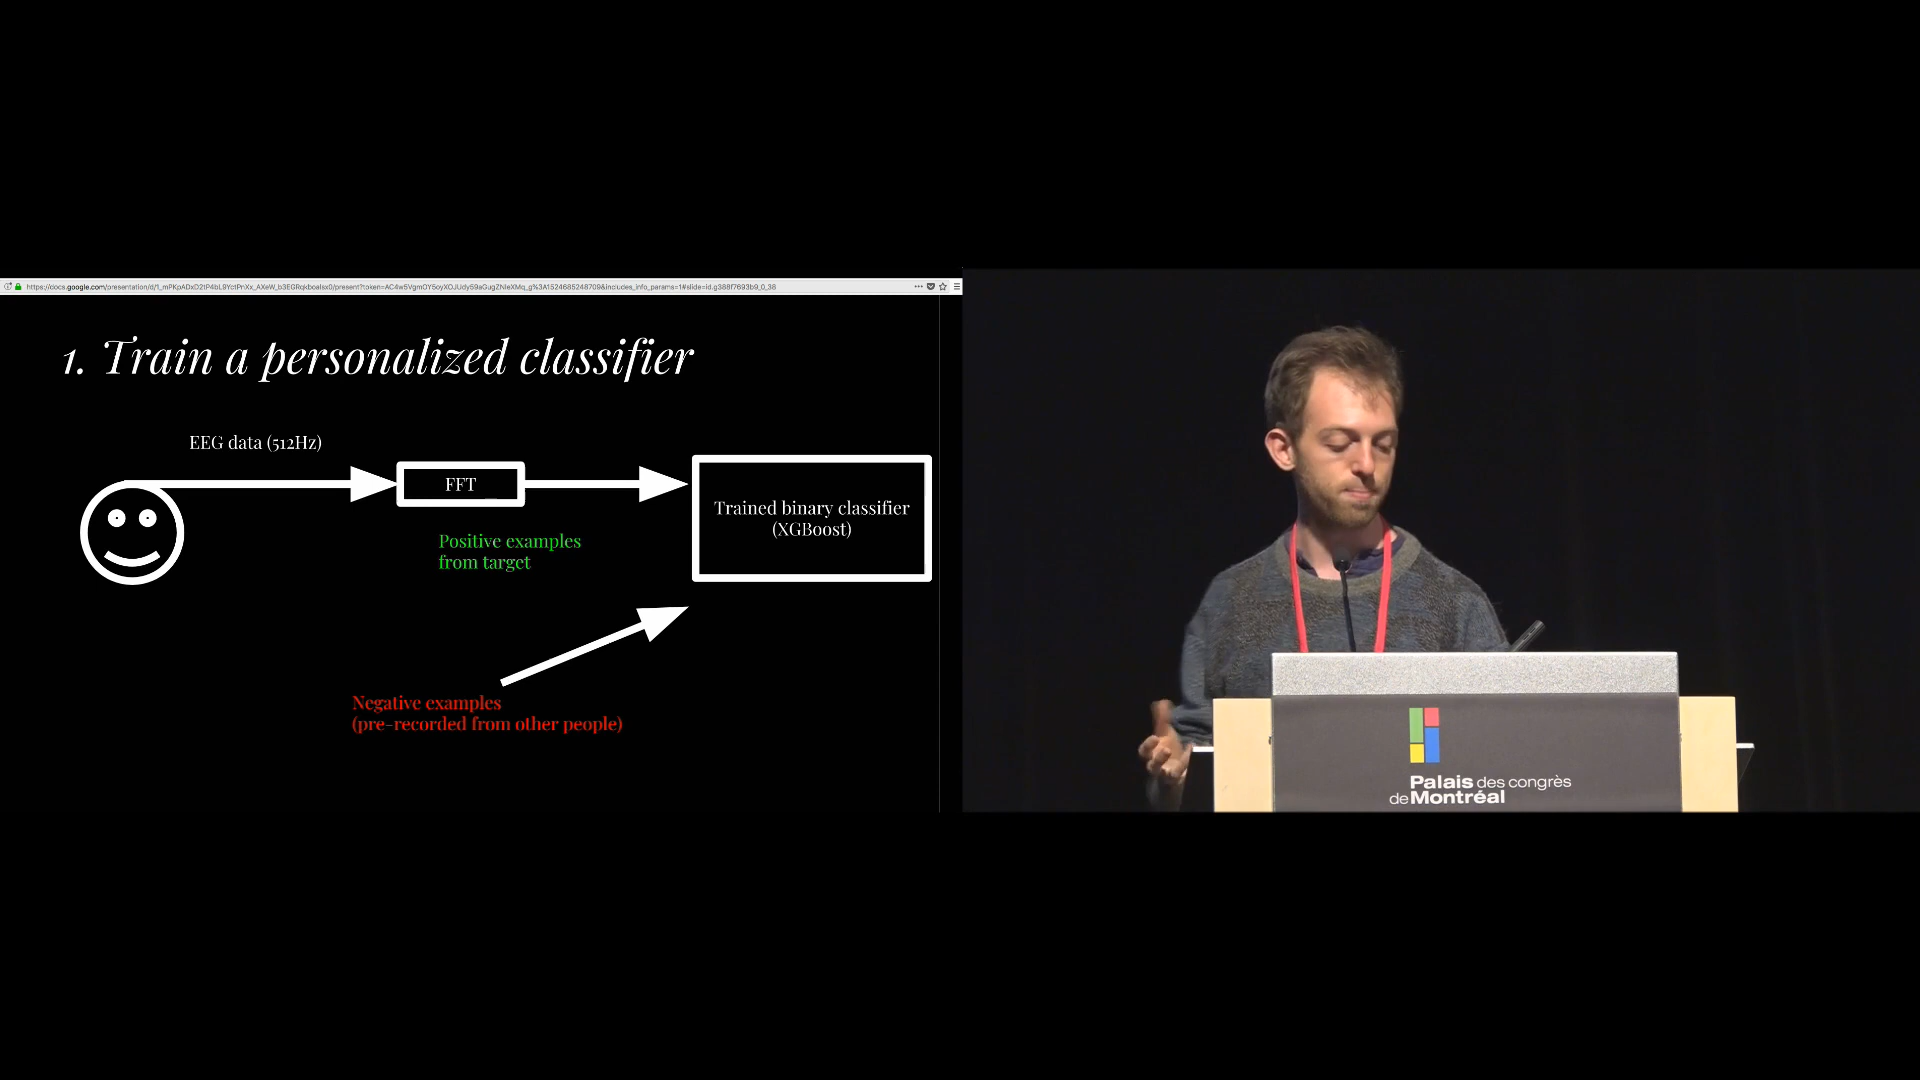 1. Train a personalized classifier
EEG data (512Hz)
FFT
Trained binary classifier
(XGBoost)
Positive examples
from target
Negative examples
(pre-recorded from other people)
Palais des congrès
de Montréal